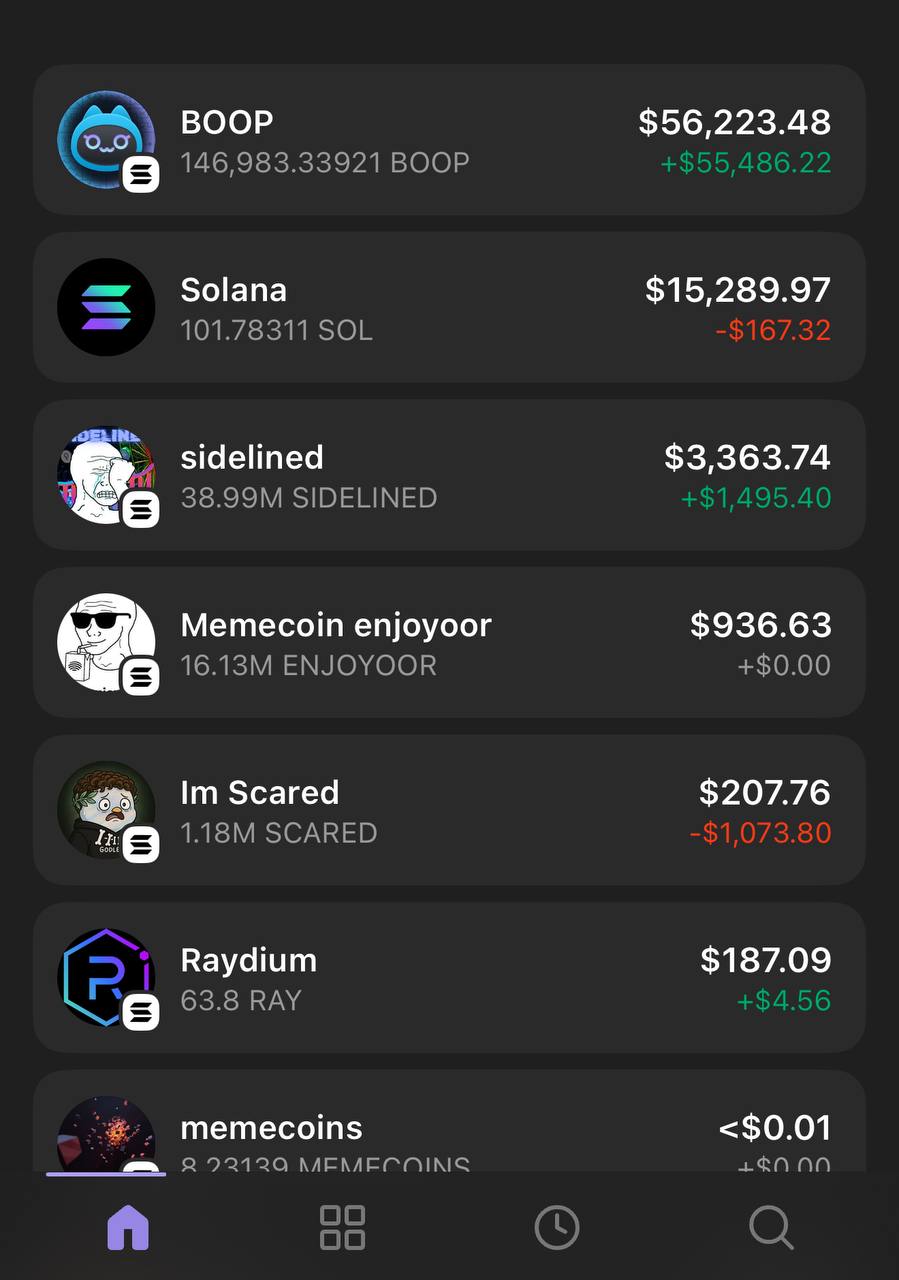 BOOP
$56,223.48
146,983.33921 BOOP
+$55,486.22
Solana
$15,289.97
101.78311 SOL
-$167.32
sidelined
$3,363.74
38.99M SIDELINED
+$1,495.40
Memecoin enjoyoor
$936.63
16.13M ENJOYOOR
+$0.00
Im Scared
$207.76
1.18M SCARED
-$1,073.80
Raydium
$187.09
63.8 RAY
+$4.56
memecoins
<$0.01
8.23139 MEMECOINS
+$0.00